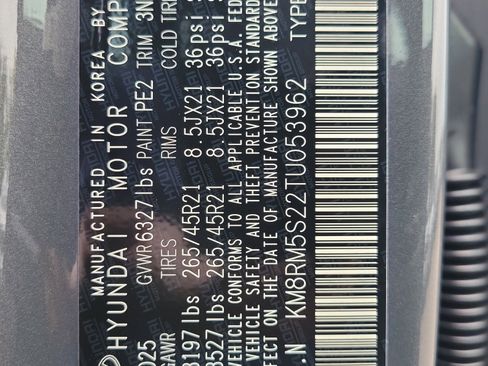 MANUFACTURED IN KOREA BY
HYUNDAI MOTOR COMP
025 GVWR 6327 lbs PAINT PE2 TRIM 3N
GAWR TIRES RIMS COLD TIRE
3197 lbs 265/45R21 8.5JX21 36psi
3527 lbs 265/45R21 8.5JX21 36psi
VEHICLE CONFORMS TO ALL APPLICABLE U.S.A. FED
VEHICLE SAFETY AND THEFT PREVENTION STANDARD
FECT ON THE DATE OF MANUFACTURE SHOWN ABOVE
.N KM8RM5S22TU053962 TYPE